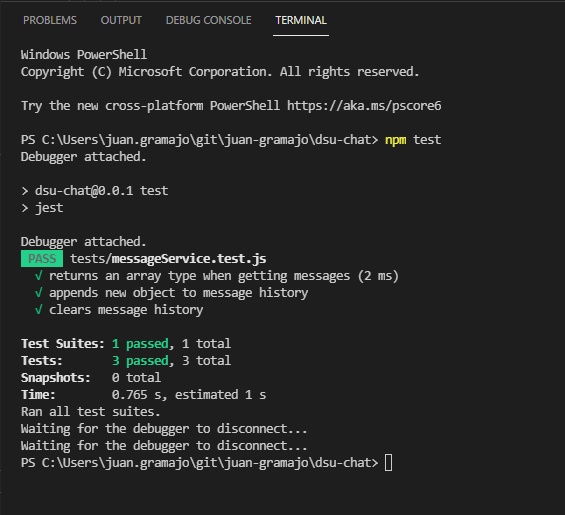 PROBLEMS OUTPUT DEBUG CONSOLE TERMINAL
Windows PowerShell
Copyright (C) Microsoft Corporation. All rights reserved.
Try the new cross-platform PowerShell https://aka.ms/pscore6
PS C:\Users\juan.gramajo\git\juan-gramajo\dsu-chat> npm test
Debugger attached.
> dsu-chat@0.0.1 test
> jest
Debugger attached.
PASS tests/messageService.test.js
√ returns an array type when getting messages (2 ms)
√ appends new object to message history
√ clears message history
Test Suites: 1 passed, 1 total
Tests: 3 passed, 3 total
Snapshots: 0 total
Time: 0.765 s, estimated 1 s
Ran all test suites.
Waiting for the debugger to disconnect...
Waiting for the debugger to disconnect...
PS C:\Users\juan.gramajo\git\juan-gramajo\dsu-chat>